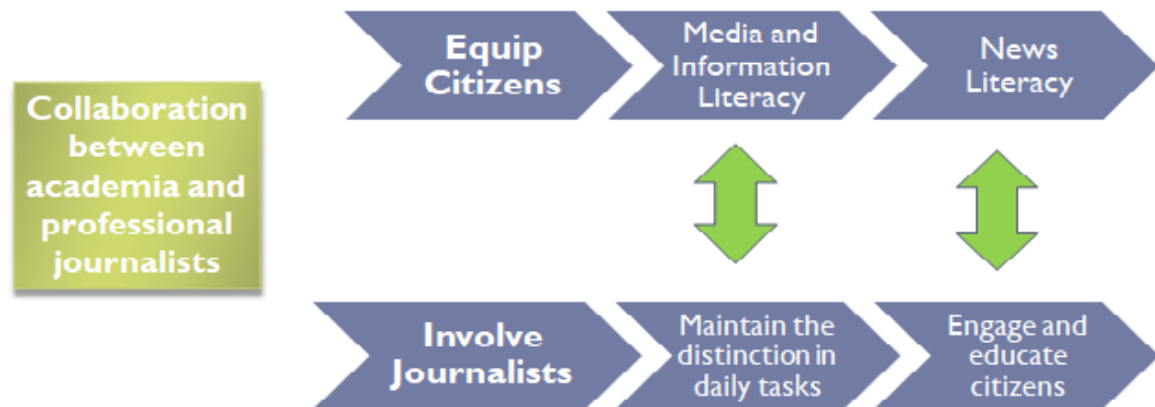 Collaboration
between
academia and
professional
journalists
Equip
Citizens
Media and
Information
LIteracy
News
Literacy
Involve
Journalists
Maintain the
distinction in
daily tasks
Engage and
educate
citizens